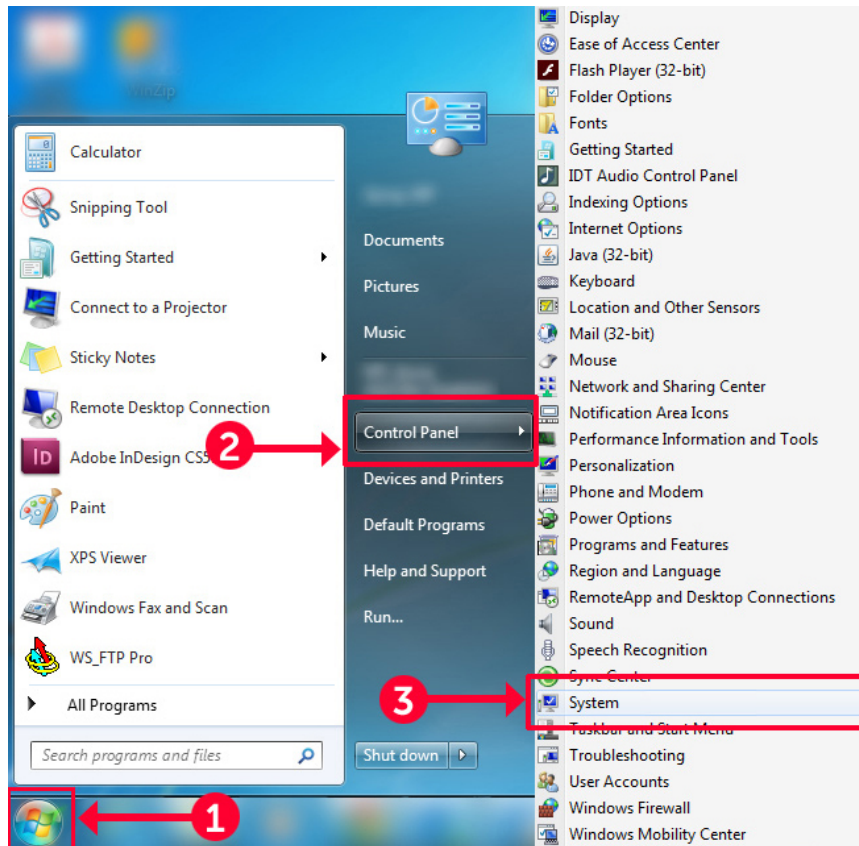 WinZip
Calculator
Snipping Tool
Getting Started
Connect to a Projector
Sticky Notes
Remote Desktop Connection
ID
Adobe InDesign CS5
Paint
XPS Viewer
Windows Fax and Scan
WS_FTP Pro
All Programs
Search programs and files
1
Documents
Pictures
Music
2
Control Panel
Devices and Printers
Default Programs
Help and Support
Run...
3
Shut down
Display
Ease of Access Center
Flash Player (32-bit)
Folder Options
Fonts
Getting Started
IDT Audio Control Panel
Indexing Options
Internet Options
Java (32-bit)
Keyboard
Location and Other Sensors
Mail (32-bit)
Mouse
Network and Sharing Center
Notification Area Icons
Performance Information and Tools
Personalization
Phone and Modem
Power Options
Programs and Features
Region and Language
RemoteApp and Desktop Connections
Sound
Speech Recognition
Sync Center
System
Taskbar and Start Menu
Troubleshooting
User Accounts
Windows Firewall
Windows Mobility Center